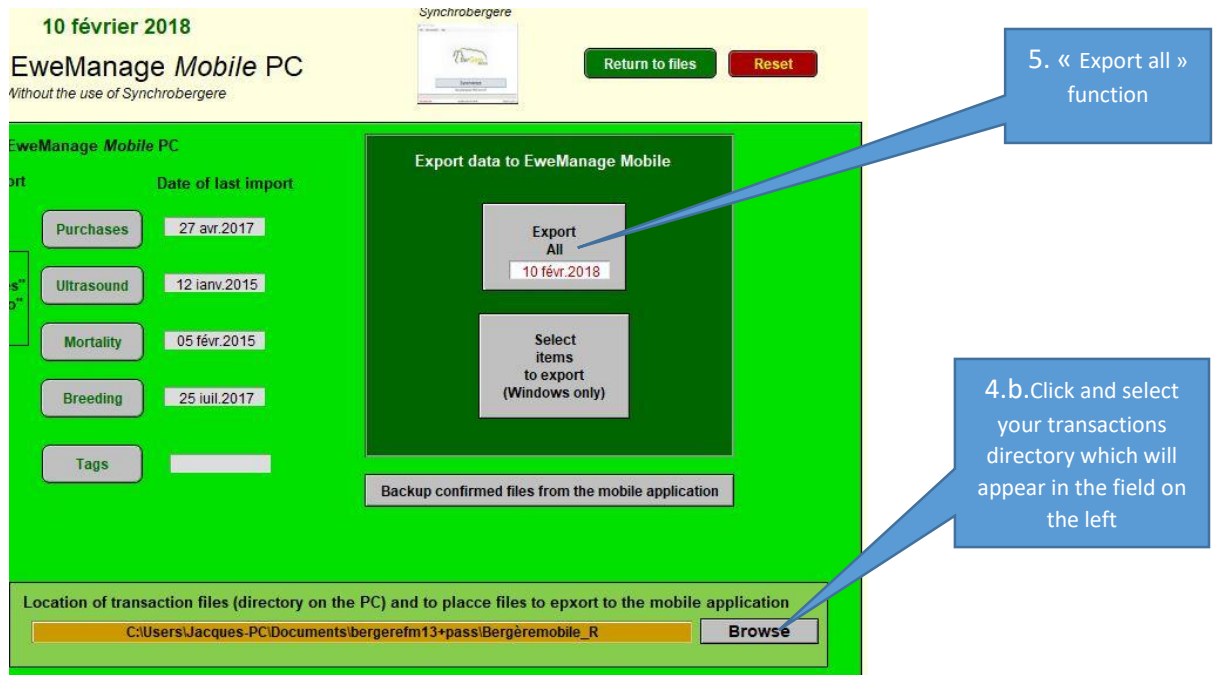 10 février 2018
Synchrobergere
EweManage Mobile PC
Without the use of Synchrobergere
Return to files
Reset
5. « Export all »
function
EweManage Mobile PC
ort
Date of last import
Purchases
27 avr.2017
Ultrasound
12 ianv.2015
es"
o"
Mortality
05 févr.2015
Breeding
25 iuil.2017
Tags
Export data to EweManage Mobile
Export
All
10 févr.2018
Select
items
to export
(Windows only)
Backup confirmed files from the mobile application
4.b.Click and select
your transactions
directory which will
appear in the field on
the left
Location of transaction files (directory on the PC) and to placce files to epxort to the mobile application
C:\Users\Jacques-PC\Documents\bergerefm13+pass\Bergèremobile_R
Browse